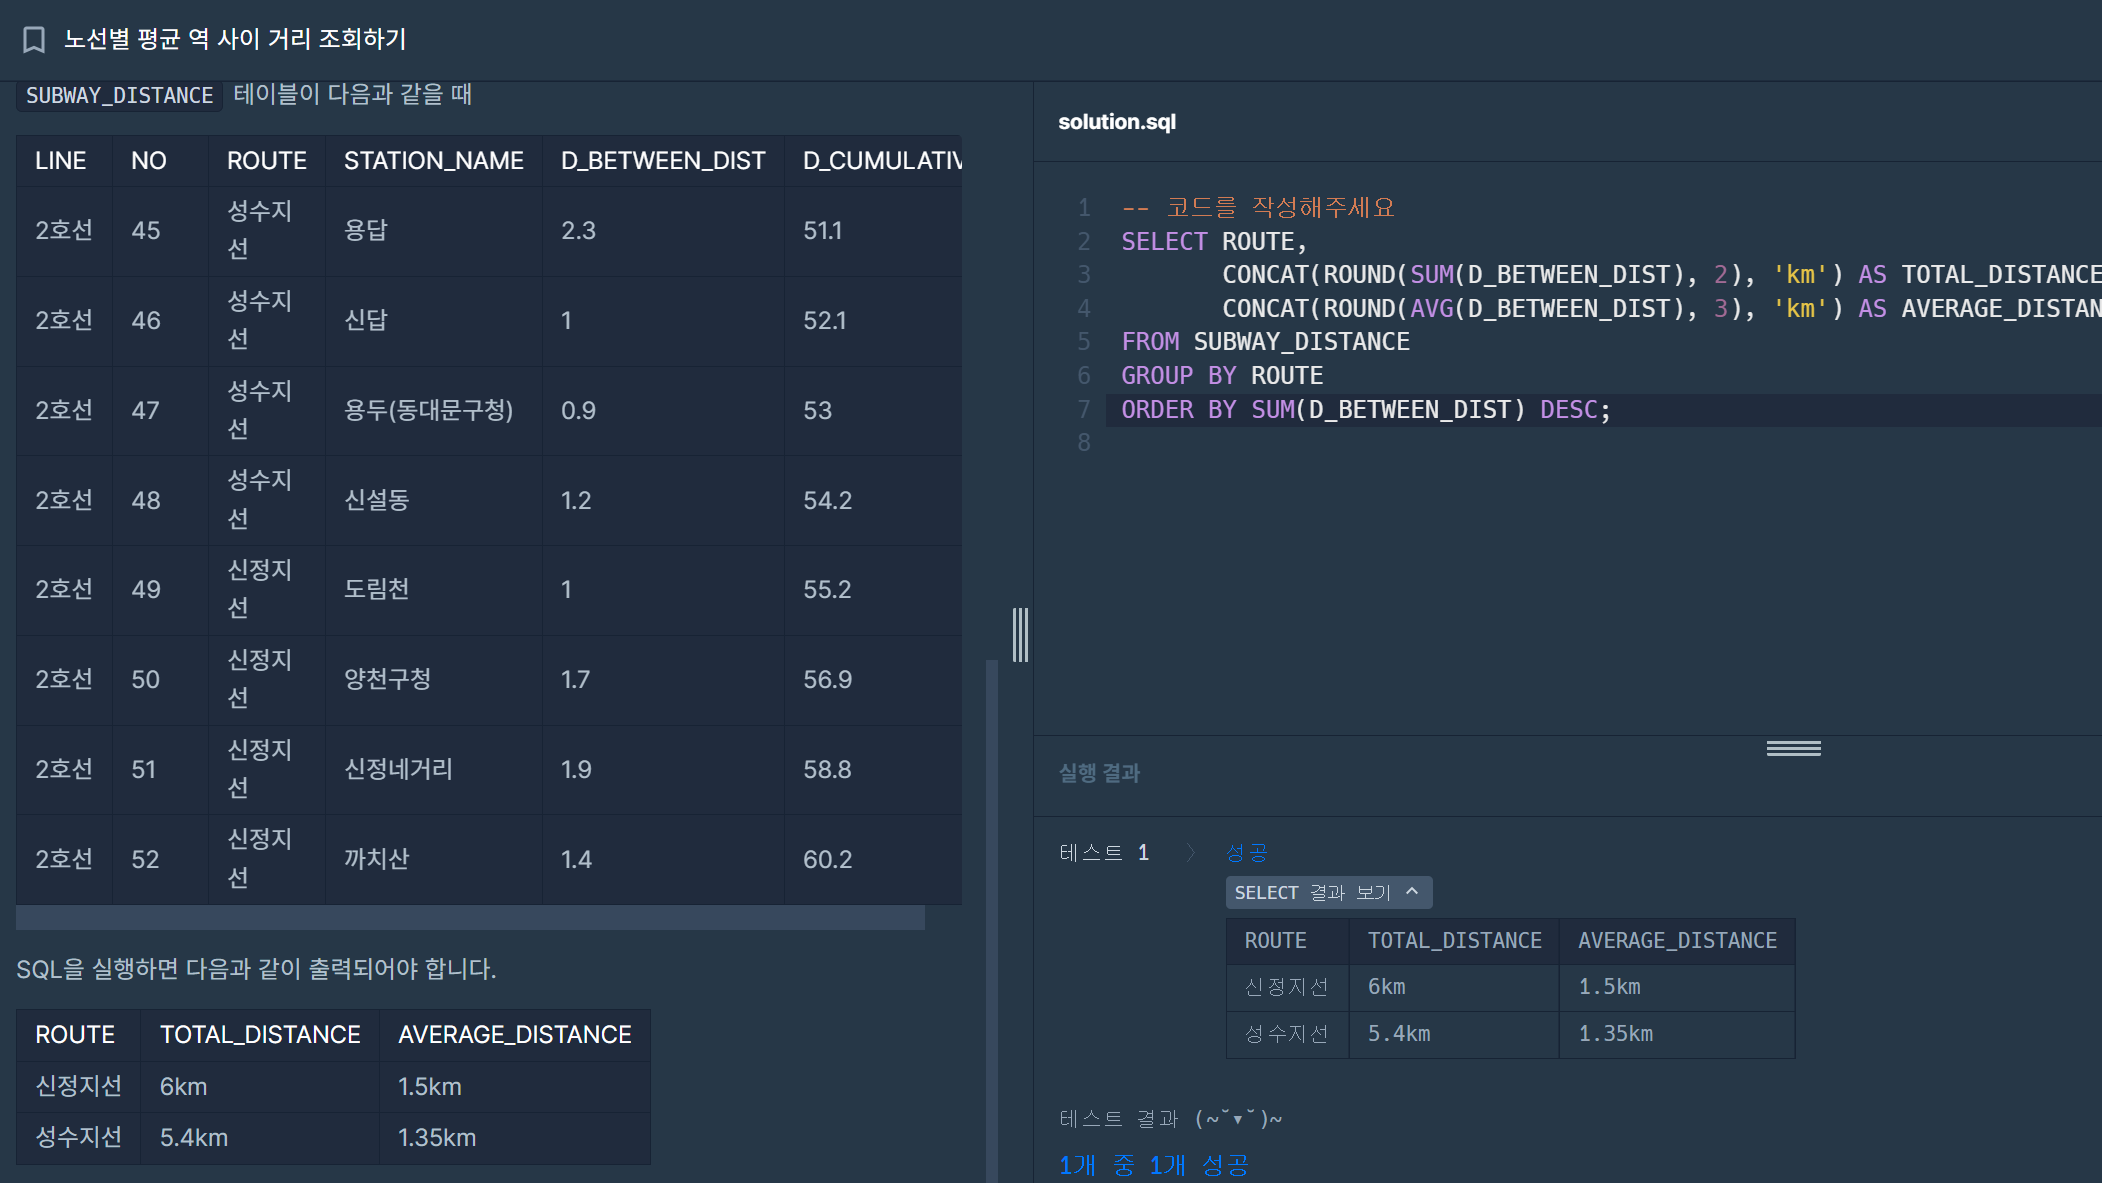 노선별 평균 역 사이 거리 조회하기
SUBWAY_DISTANCE 테이블이 다음과 같을 때
LINE NO ROUTE STATION_NAME D_BETWEEN_DIST D_CUMULATIV
2호선 45 성수지선 용답 2.3 51.1
2호선 46 성수지선 신답 1 52.1
2호선 47 성수지선 용두(동대문구청) 0.9 53
2호선 48 성수지선 신설동 1.2 54.2
2호선 49 신정지선 도림천 1 55.2
2호선 50 신정지선 양천구청 1.7 56.9
2호선 51 신정지선 신정네거리 1.9 58.8
2호선 52 신정지선 까치산 1.4 60.2
SQL을 실행하면 다음과 같이 출력되어야 합니다.
ROUTE TOTAL_DISTANCE AVERAGE_DISTANCE
신정지선 6km 1.5km
성수지선 5.4km 1.35km
solution.sql
1 -- 코드를 작성해주세요
2 SELECT ROUTE,
3 CONCAT(ROUND(SUM(D_BETWEEN_DIST), 2), 'km') AS TOTAL_DISTANCE
4 CONCAT(ROUND(AVG(D_BETWEEN_DIST), 3), 'km') AS AVERAGE_DISTAN
5 FROM SUBWAY_DISTANCE
6 GROUP BY ROUTE
7 ORDER BY SUM(D_BETWEEN_DIST) DESC;
8
실행 결과
테스트 1 〉 성공
SELECT 결과 보기
ROUTE TOTAL_DISTANCE AVERAGE_DISTANCE
신정지선 6km 1.5km
성수지선 5.4km 1.35km
테스트 결과 (~˘▾˘)~
1개 중 1개 성공